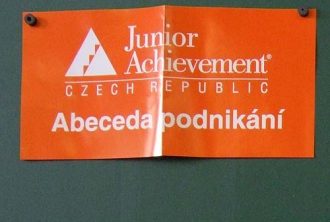 Junior
Achievement®
CZECH REPUBLIC
Abeceda podnikání